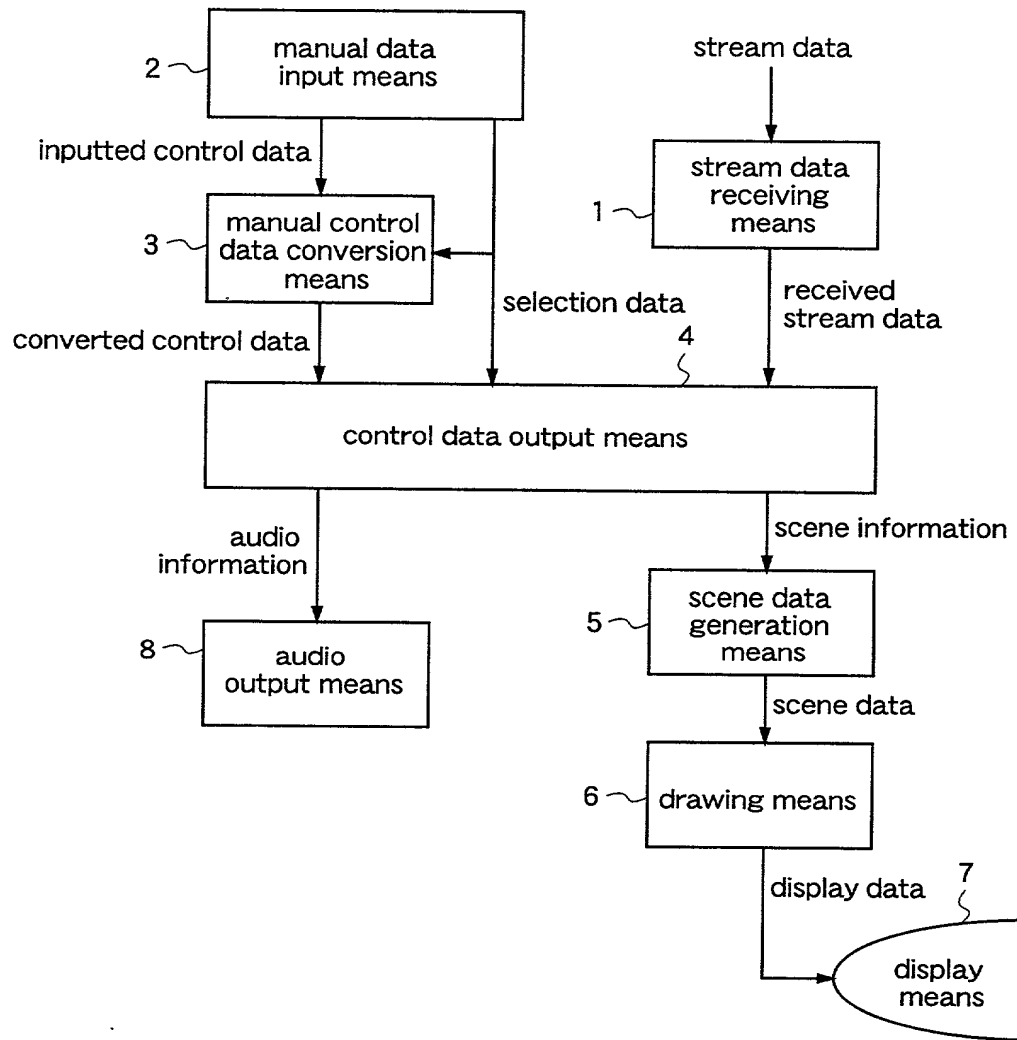 manual data
input means
2
stream data
inputted control data
stream data
receiving
means
1
manual control
data conversion
means
3
selection data
received
stream data
converted control data
4
control data output means
audio
information
scene information
8
audio
output means
5
scene data
generation
means
scene data
6
drawing means
display data
7
display
means